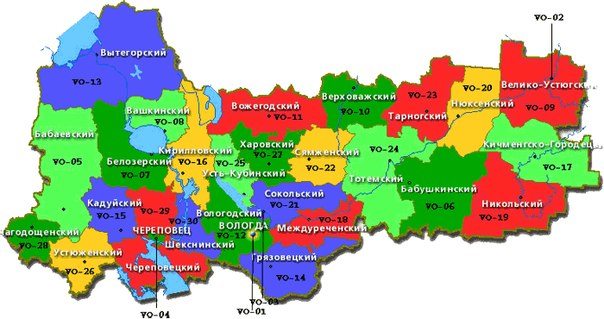 VO-02
Вытегорский
VO-13
VO-20
VO-23
Велико-Устюгск
Верховажский
Вашкинский
VO-08
Вожегодский
VO-11
VO-10
Тарногский
Нюксенский
VO-09
Бабаевский
Харовский
VO-24
Кичменгско-Городец
Кирилловский
Сямженский
VO-05
Белозерский
VO-16
VO-25
VO-27
VO-22
VO-17
VO-07
Усть-Кубинский
Тотемский
Бабушкинский
Кадуйский
VO-29
Сокольский
Никольский
VO-21
VO-06
VO-15
VO-30
Вологодский
VO-18
VO-19
агодощенский
ЧЕРЕПОВЕЦ
ВОЛОГДА
Междуреченский
VO-28
Шекснинский
VO-12
Устюженский
Грязовецкий
VO-26
Череповецкий
VO-14
VO-03
VO-04
VO-01